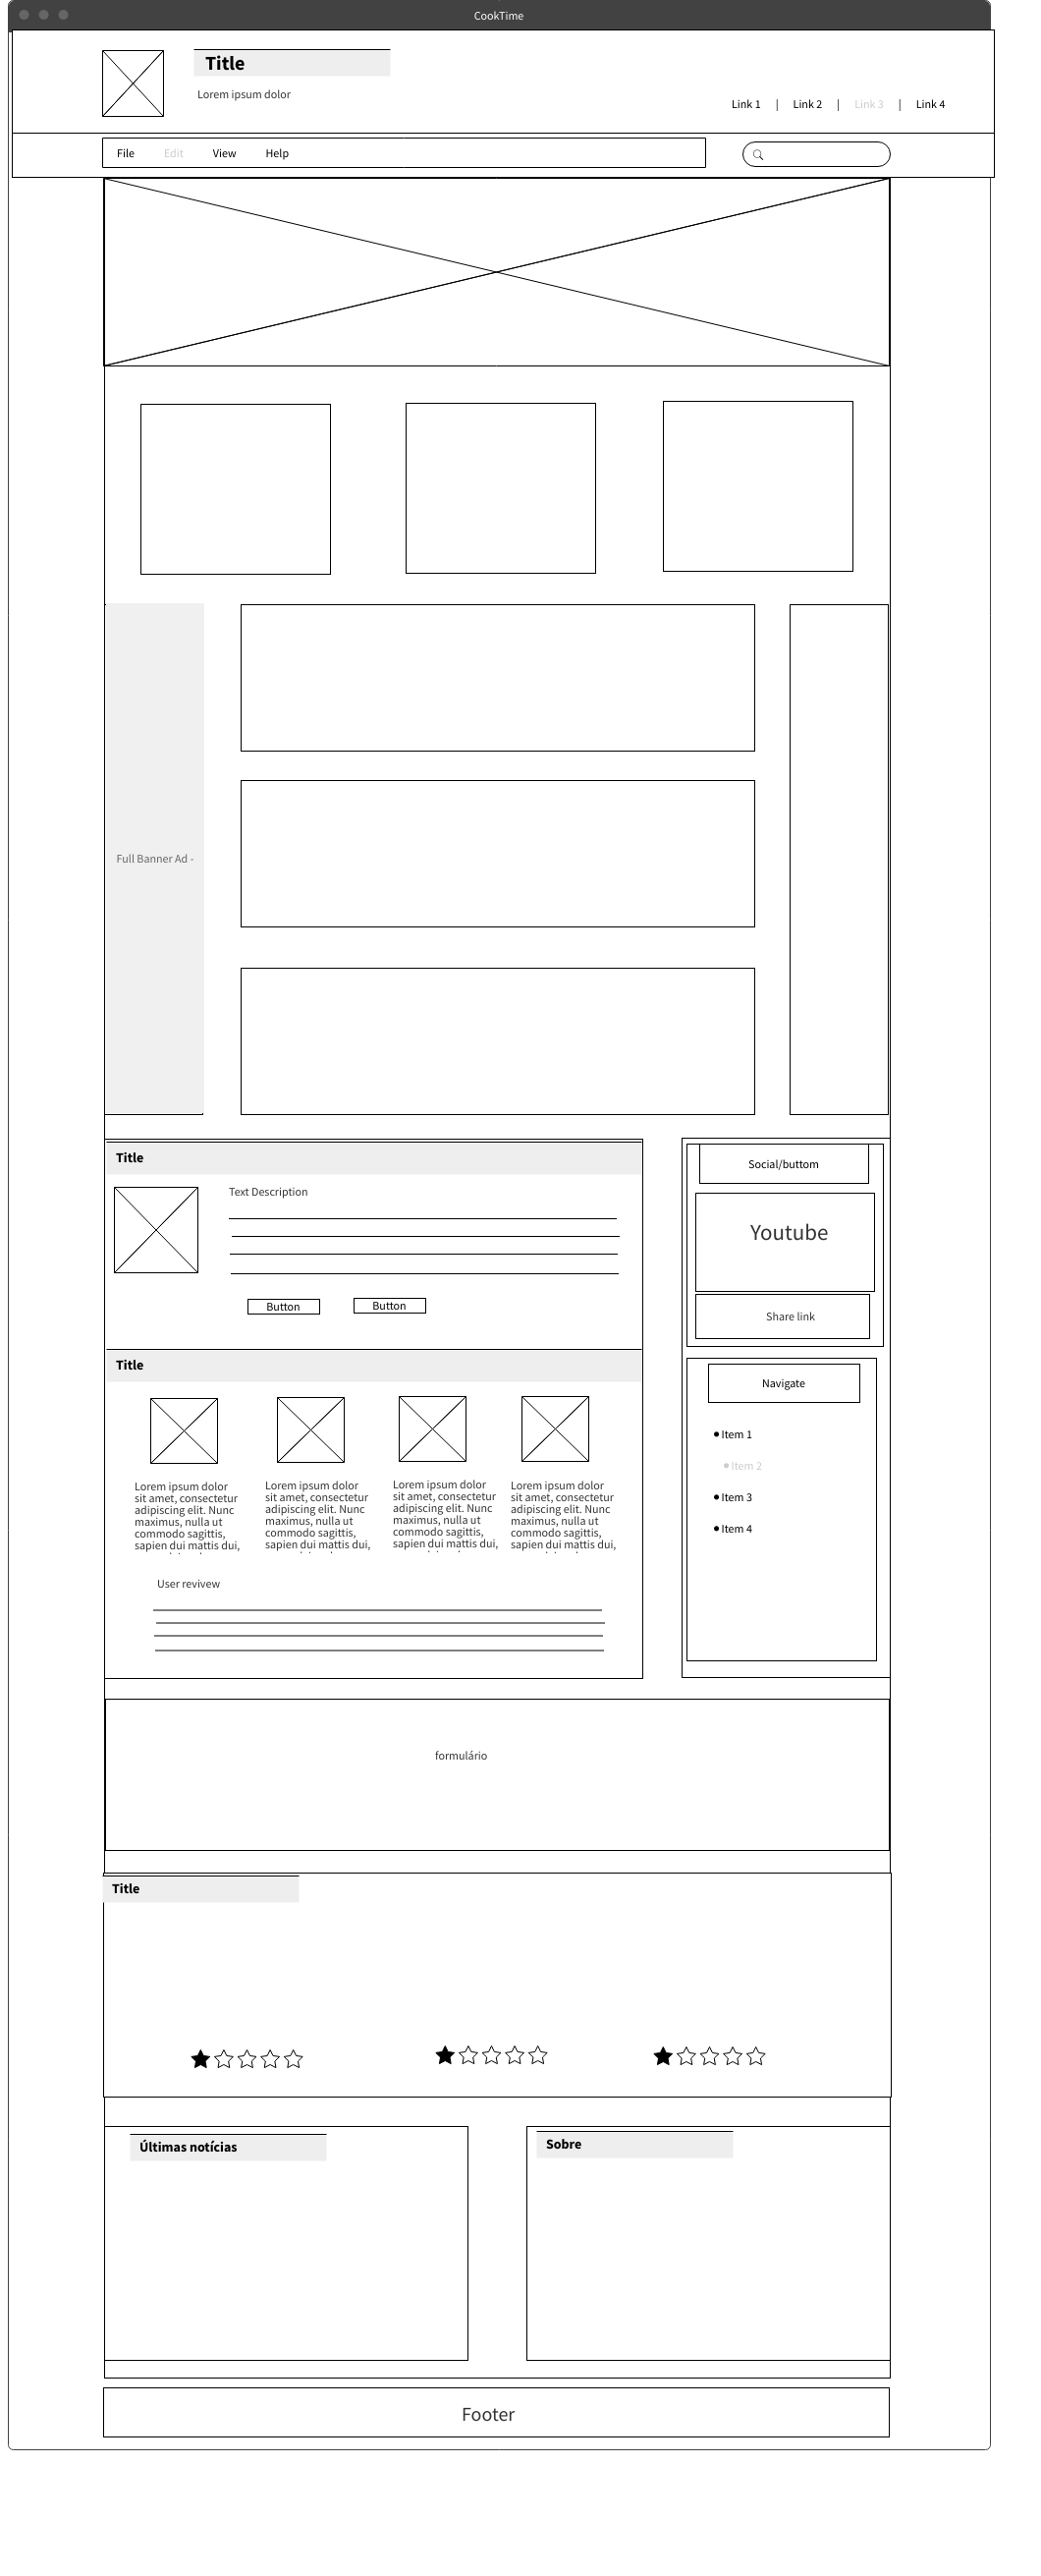 CookTime
Title
Lorem ipsum dolor
Link 1 | Link 2 | Link 3 | Link 4
File Edit View Help
Full Banner Ad -
Title
Text Description
Button Button
Title
Lorem ipsum dolor
sit amet, consectetur
adipiscing elit. Nunc
maximus, nulla ut
commodo sagittis,
sapien dui mattis dui,
Lorem ipsum dolor
sit amet, consectetur
adipiscing elit. Nunc
maximus, nulla ut
commodo sagittis,
sapien dui mattis dui,
Lorem ipsum dolor
sit amet, consectetur
adipiscing elit. Nunc
maximus, nulla ut
commodo sagittis,
sapien dui mattis dui,
Lorem ipsum dolor
sit amet, consectetur
adipiscing elit. Nunc
maximus, nulla ut
commodo sagittis,
sapien dui mattis dui,
User revivew
Social/buttom
Youtube
Share link
Navigate
Item 1
Item 2
Item 3
Item 4
formulário
Title
Últimas notícias
Sobre
Footer